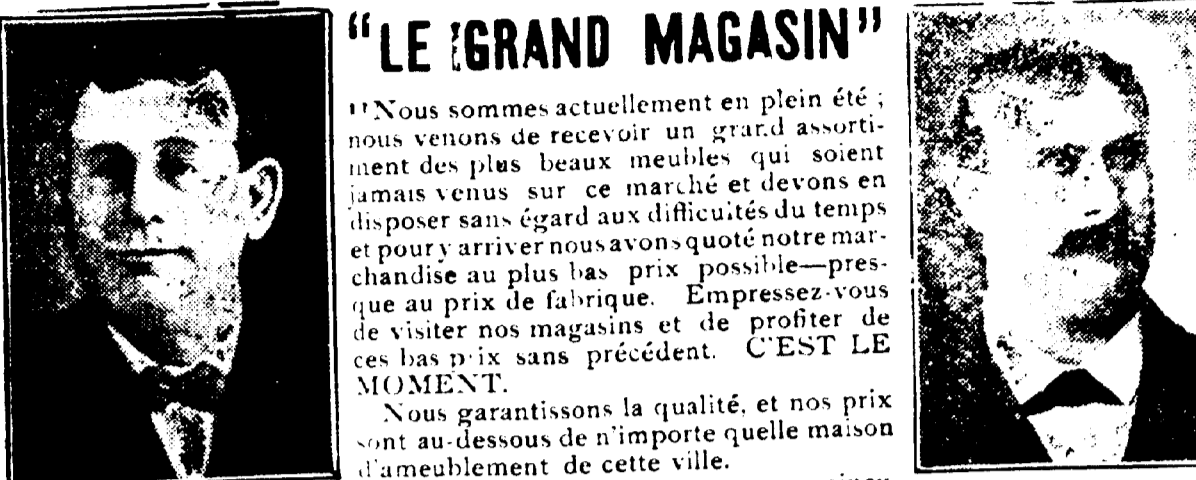 "LE GRAND MAGASIN"
"Nous sommes actuellement en plein été ;
nous venons de recevoir un grand assorti-
ment des plus beaux meubles qui soient
jamais venus sur ce marché et devons en
disposer sans égard aux difficultés du temps
et pour y arriver nous avons quoté notre mar-
chandise au plus bas prix possible—pres-
que au prix de fabrique. Empressez-vous
de visiter nos magasins et de profiter de
ces bas prix sans précédent. C'EST LE
MOMENT.
Nous garantissons la qualité, et nos prix
sont au-dessous de n'importe quelle maison
d'ameublement de cette ville.